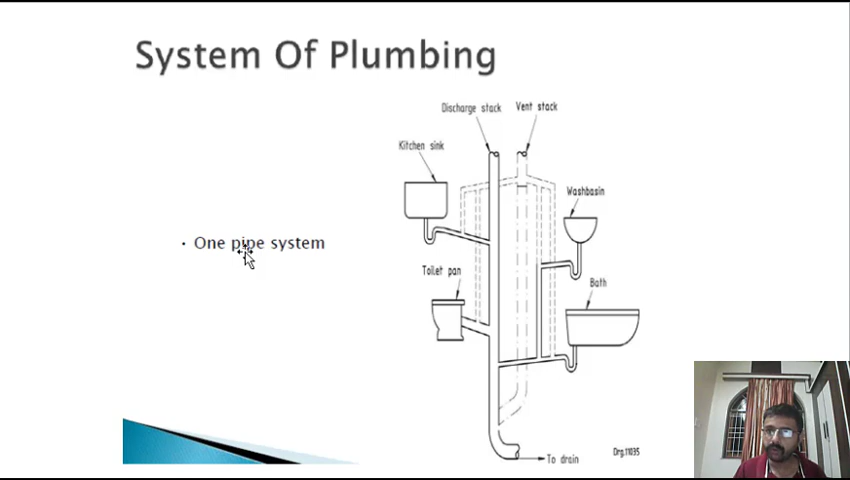 System Of Plumbing
Discharge stack
Vent stack
Kitchen sink
Washbasin
• One pipe system
Toilet pan
Bath
To drain
Drg.11035